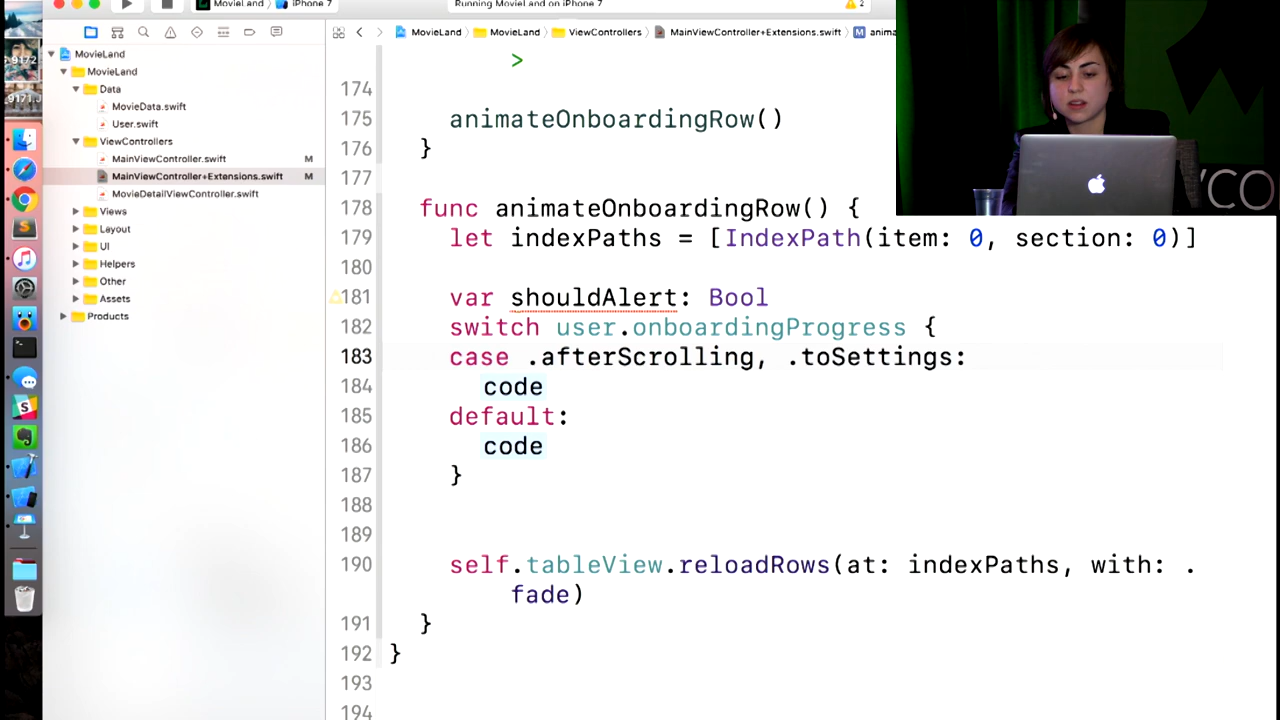 MovieLand
iPhone 7
Running MovieLand on iPhone 7
2
MovieLand
MovieLand
Data
MovieData.swift
User.swift
ViewControllers
MainViewController.swift M
MainViewController+Extensions.swift M
MovieDetailViewController.swift
Views
Layout
UI
Helpers
Other
Assets
Products
MovieLand
MovieLand
ViewControllers
MainViewController+Extensions.swift
M
>
174
175 animateOnboardingRow()
176 }
177
178 func animateOnboardingRow() {
179 let indexPaths = [IndexPath(item: 0, section: 0)]
180
181 var shouldAlert: Bool
182 switch user.onboardingProgress {
183 case .afterScrolling, .toSettings:
184 code
185 default:
186 code
187 }
188
189
190 self.tableView.reloadRows(at: indexPaths, with: .
fade)
191 }
192 }
193
194